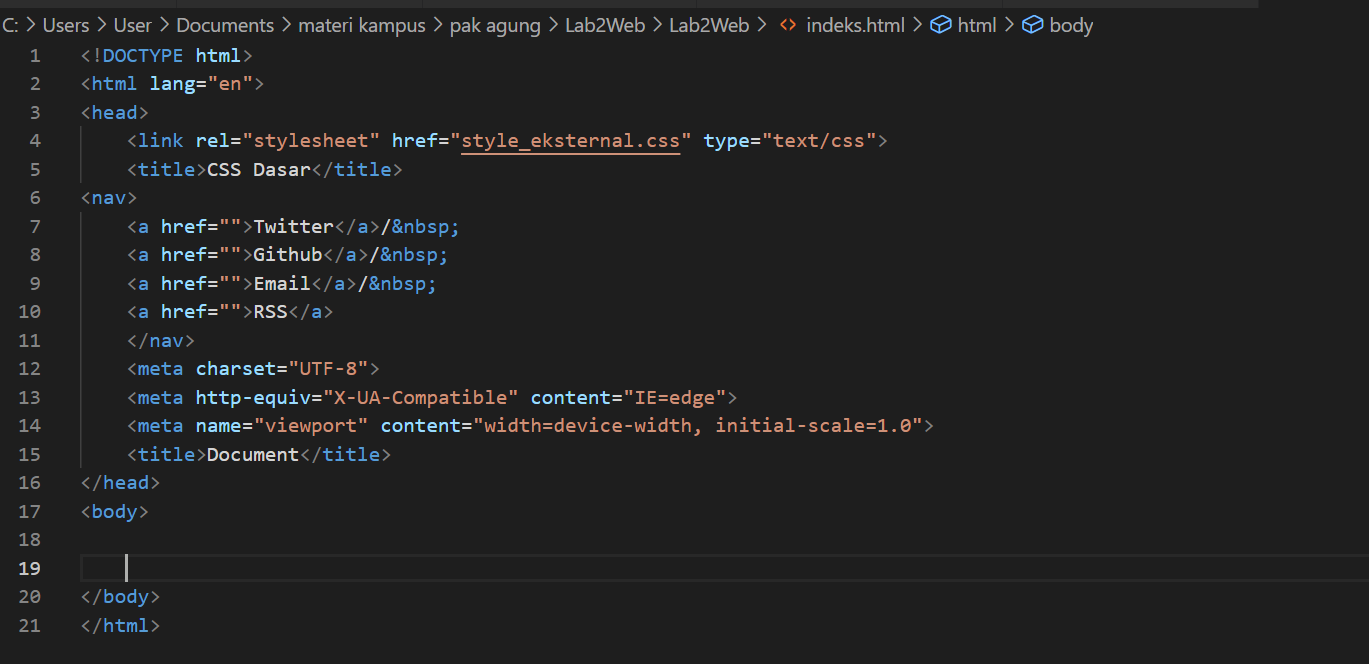 C: > Users > User > Documents > materi kampus > pak agung > Lab2Web > Lab2Web > <> indeks.html > html > body
1 <!DOCTYPE html>
2 <html lang="en">
3 <head>
4     <link rel="stylesheet" href="style_eksternal.css" type="text/css">
5     <title>CSS Dasar</title>
6 <nav>
7     <a href="">Twitter</a>/&nbsp;
8     <a href="">Github</a>/&nbsp;
9     <a href="">Email</a>/&nbsp;
10     <a href="">RSS</a>
11     </nav>
12     <meta charset="UTF-8">
13     <meta http-equiv="X-UA-Compatible" content="IE=edge">
14     <meta name="viewport" content="width=device-width, initial-scale=1.0">
15     <title>Document</title>
16 </head>
17 <body>
18
19
20 </body>
21 </html>